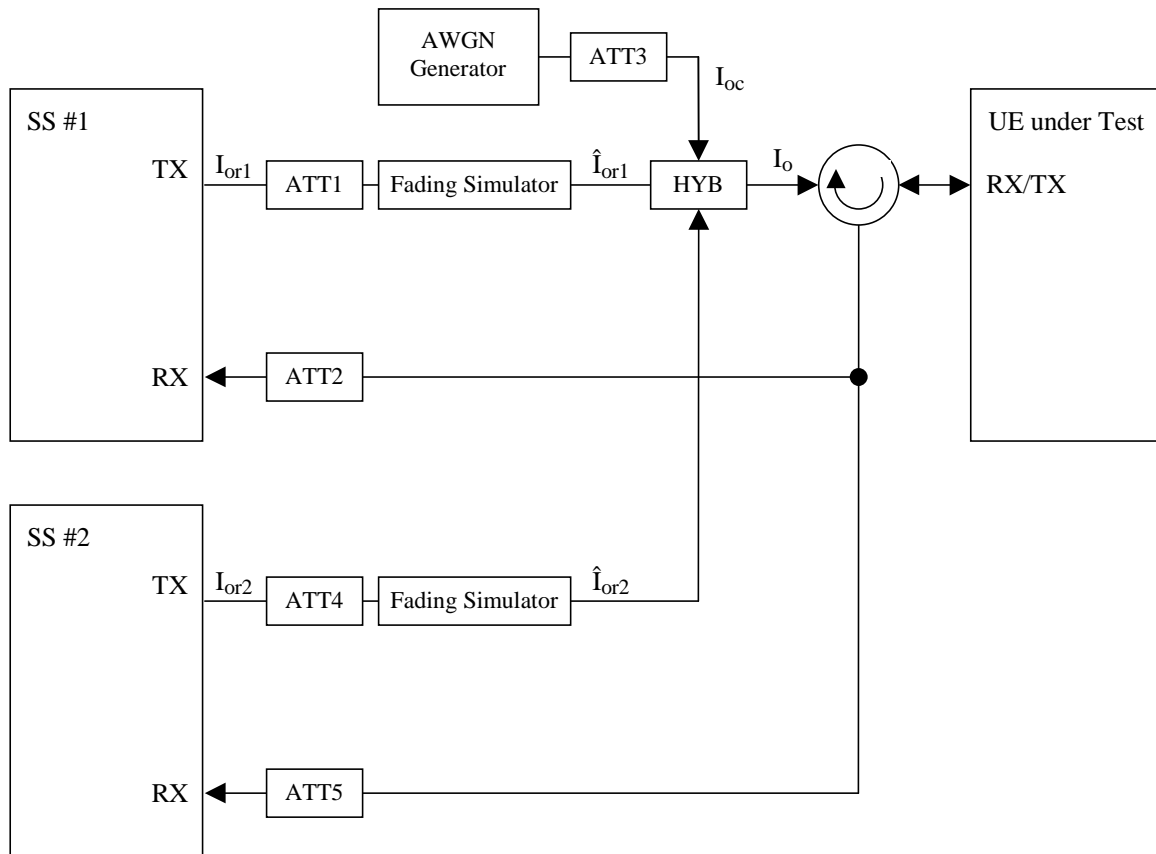 AWGN
Generator
ATT3
I_oc
SS #1
UE under Test
TX
I_or1
ATT1
Fading Simulator
Î_or1
HYB
I_o
RX/TX
RX
ATT2
SS #2
TX
I_or2
ATT4
Fading Simulator
Î_or2
RX
ATT5